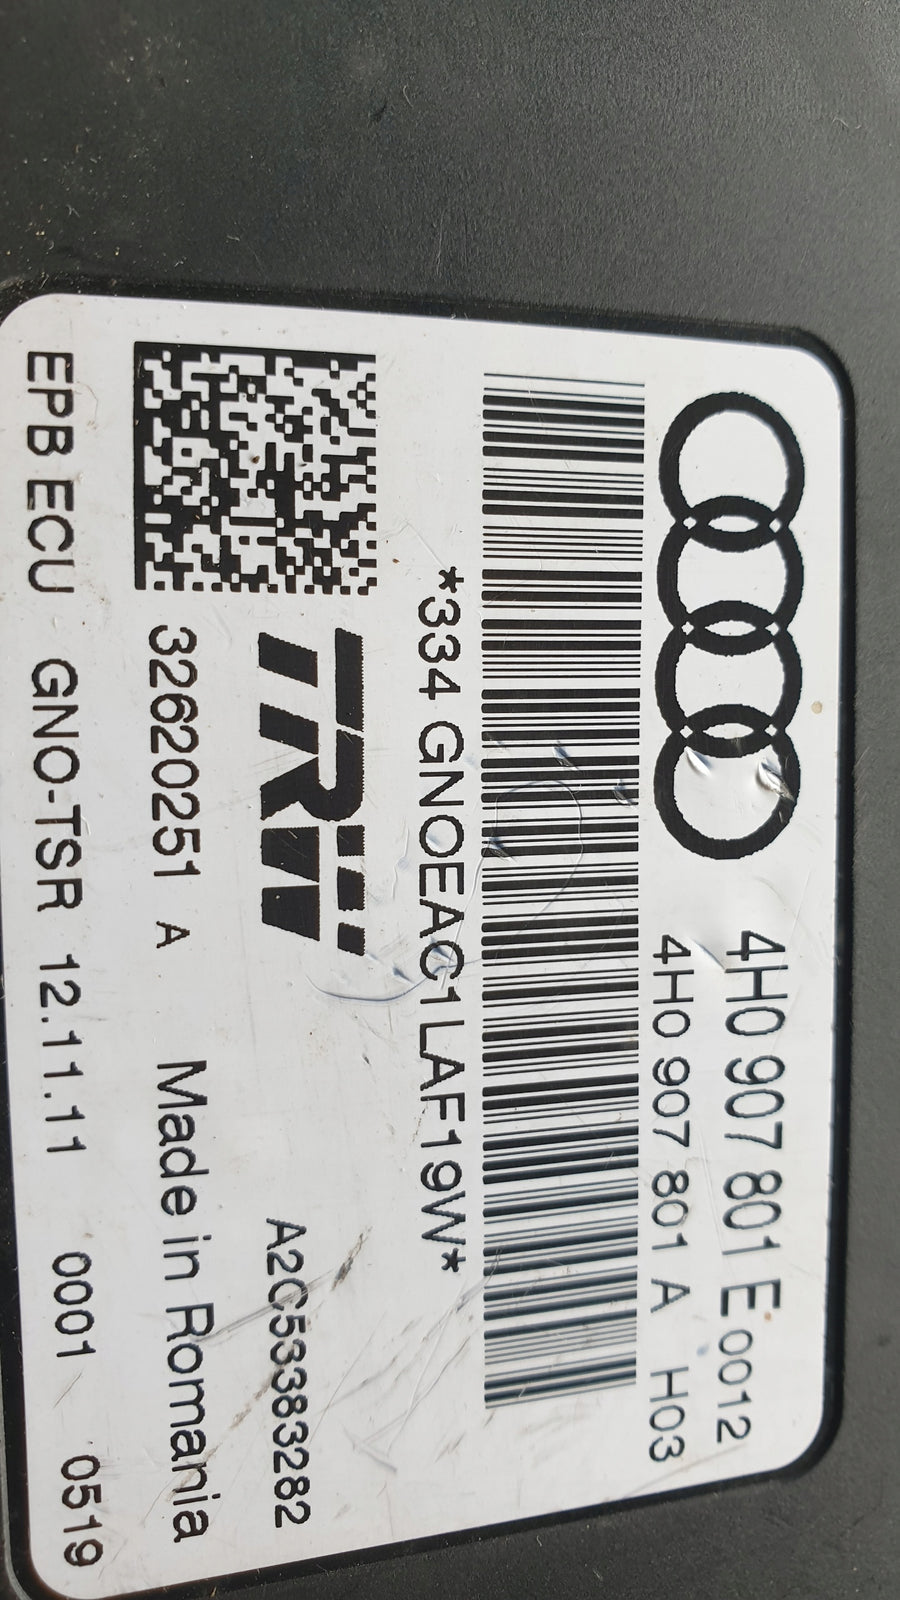 4H0 907 801 E 0012
4H0 907 801 A H03
*334 GNOEAC1LAF19W*
TRW
A2C53383282
32620251 A Made in Romania
EPB ECU GNO-TSR 12.11.11 0001 0519